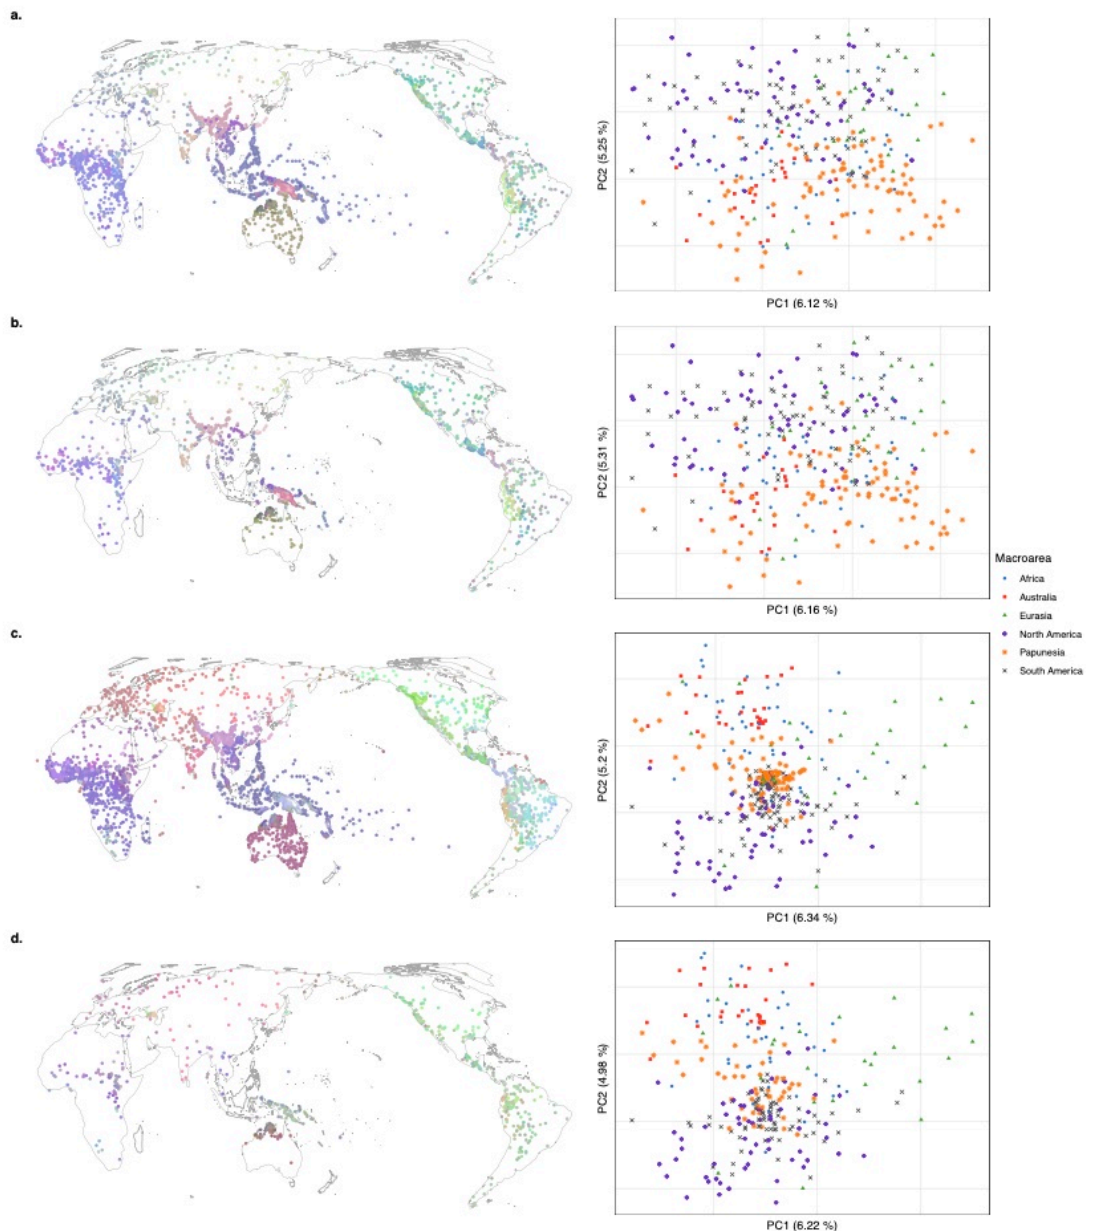 a.
PC2 (5.25 %)
PC1 (6.12 %)
b.
PC2 (5.31 %)
PC1 (6.16 %)
Macroarea
Africa
Australia
Eurasia
North America
Papunesia
South America
c.
PC2 (5.2 %)
PC1 (6.34 %)
d.
PC2 (4.98 %)
PC1 (6.22 %)